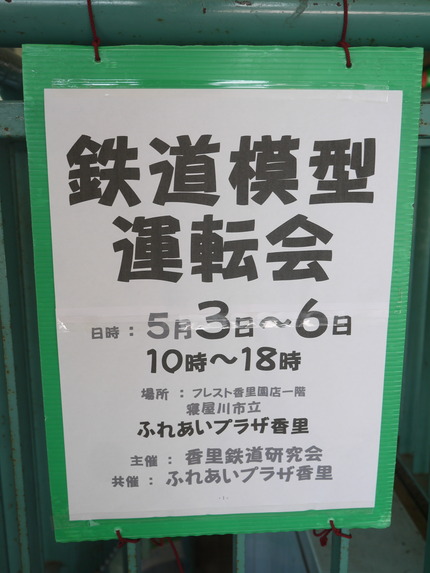 鉄道模型
運転会
日時 : 5月3日～6日
10時～18時
場所 : フレスト香里園店一階
寝屋川市立
ふれあいプラザ香里
主催 : 香里鉄道研究会
共催 : ふれあいプラザ香里
- 1 -